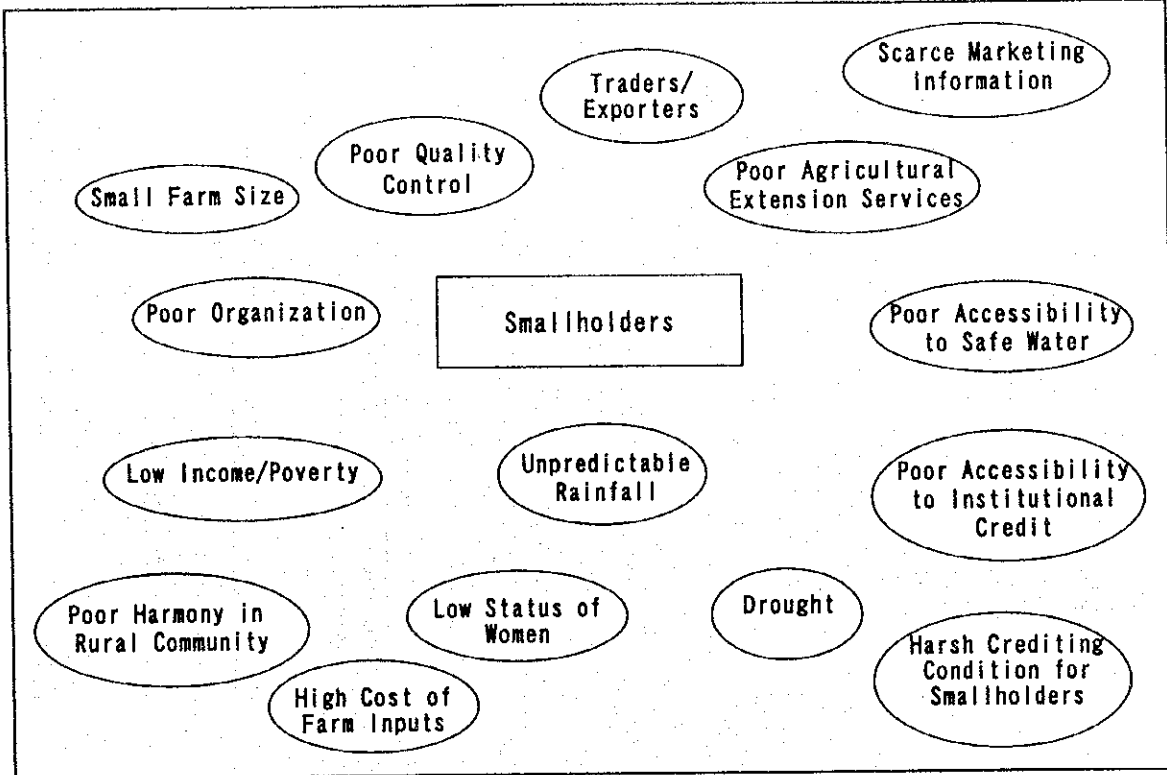 Scarce Marketing
Information
Traders/
Exporters
Poor Quality
Control
Poor Agricultural
Extension Services
Small Farm Size
Poor Organization
Smallholders
Poor Accessibility
to Safe Water
Low Income/Poverty
Unpredictable
Rainfall
Poor Accessibility
to Institutional
Credit
Poor Harmony in
Rural Community
Low Status of
Women
Drought
Harsh Crediting
Condition for
Smallholders
High Cost of
Farm Inputs